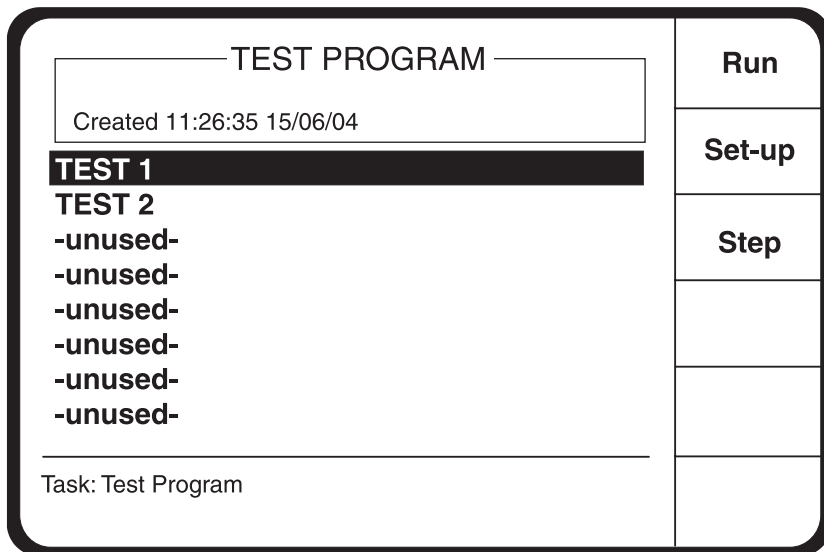 TEST PROGRAM
Created 11:26:35 15/06/04
TEST 1
TEST 2
-unused-
-unused-
-unused-
-unused-
-unused-
-unused-
Task: Test Program
Run
Set-up
Step